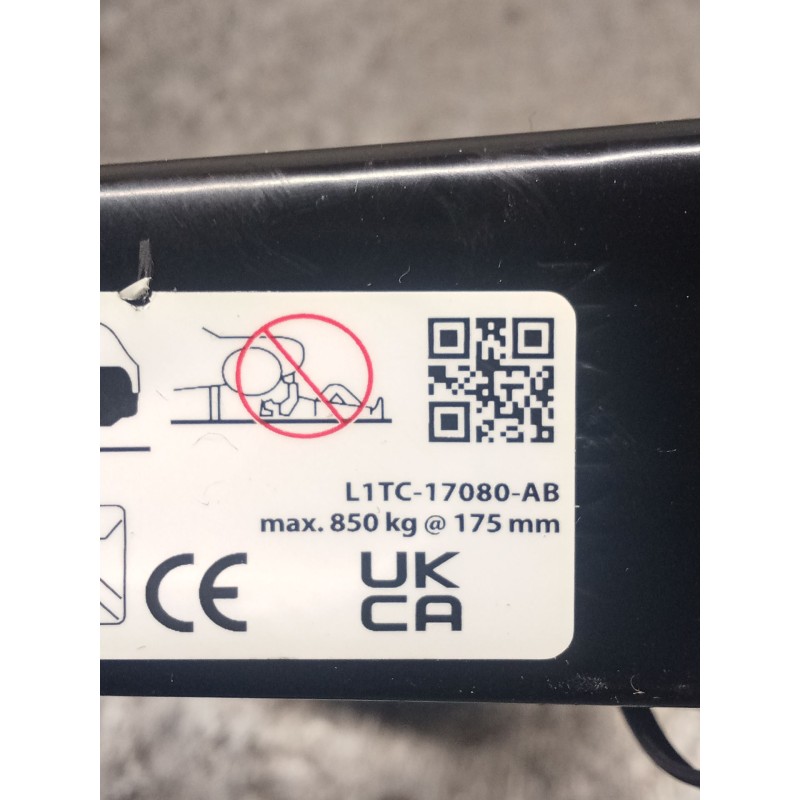 L1TC-17080-AB
max. 850 kg @ 175 mm
CE
UK
CA